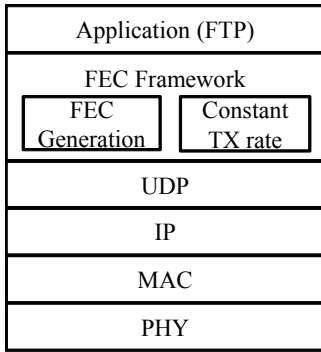 Application (FTP)
FEC Framework
FEC
Generation
Constant
TX rate
UDP
IP
MAC
PHY